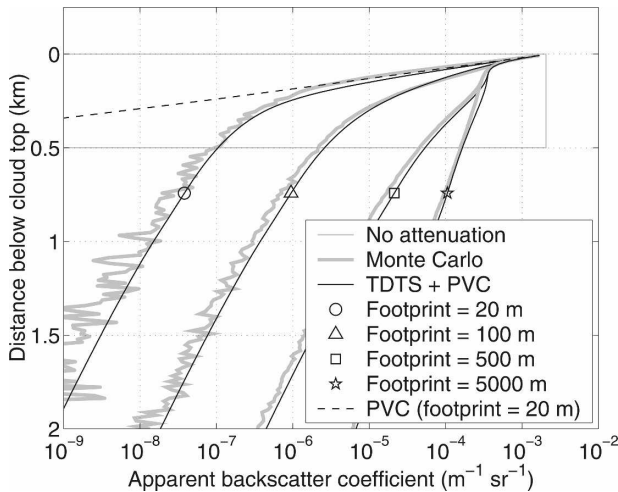 0
0.5
1
1.5
2
Distance below cloud top (km)
No attenuation
Monte Carlo
TDTS + PVC
Footprint = 20 m
Footprint = 100 m
Footprint = 500 m
Footprint = 5000 m
PVC (footprint = 20 m)
10⁻⁹ 10⁻⁸ 10⁻⁷ 10⁻⁶ 10⁻⁵ 10⁻⁴ 10⁻³ 10⁻²
Apparent backscatter coefficient (m⁻¹ sr⁻¹)